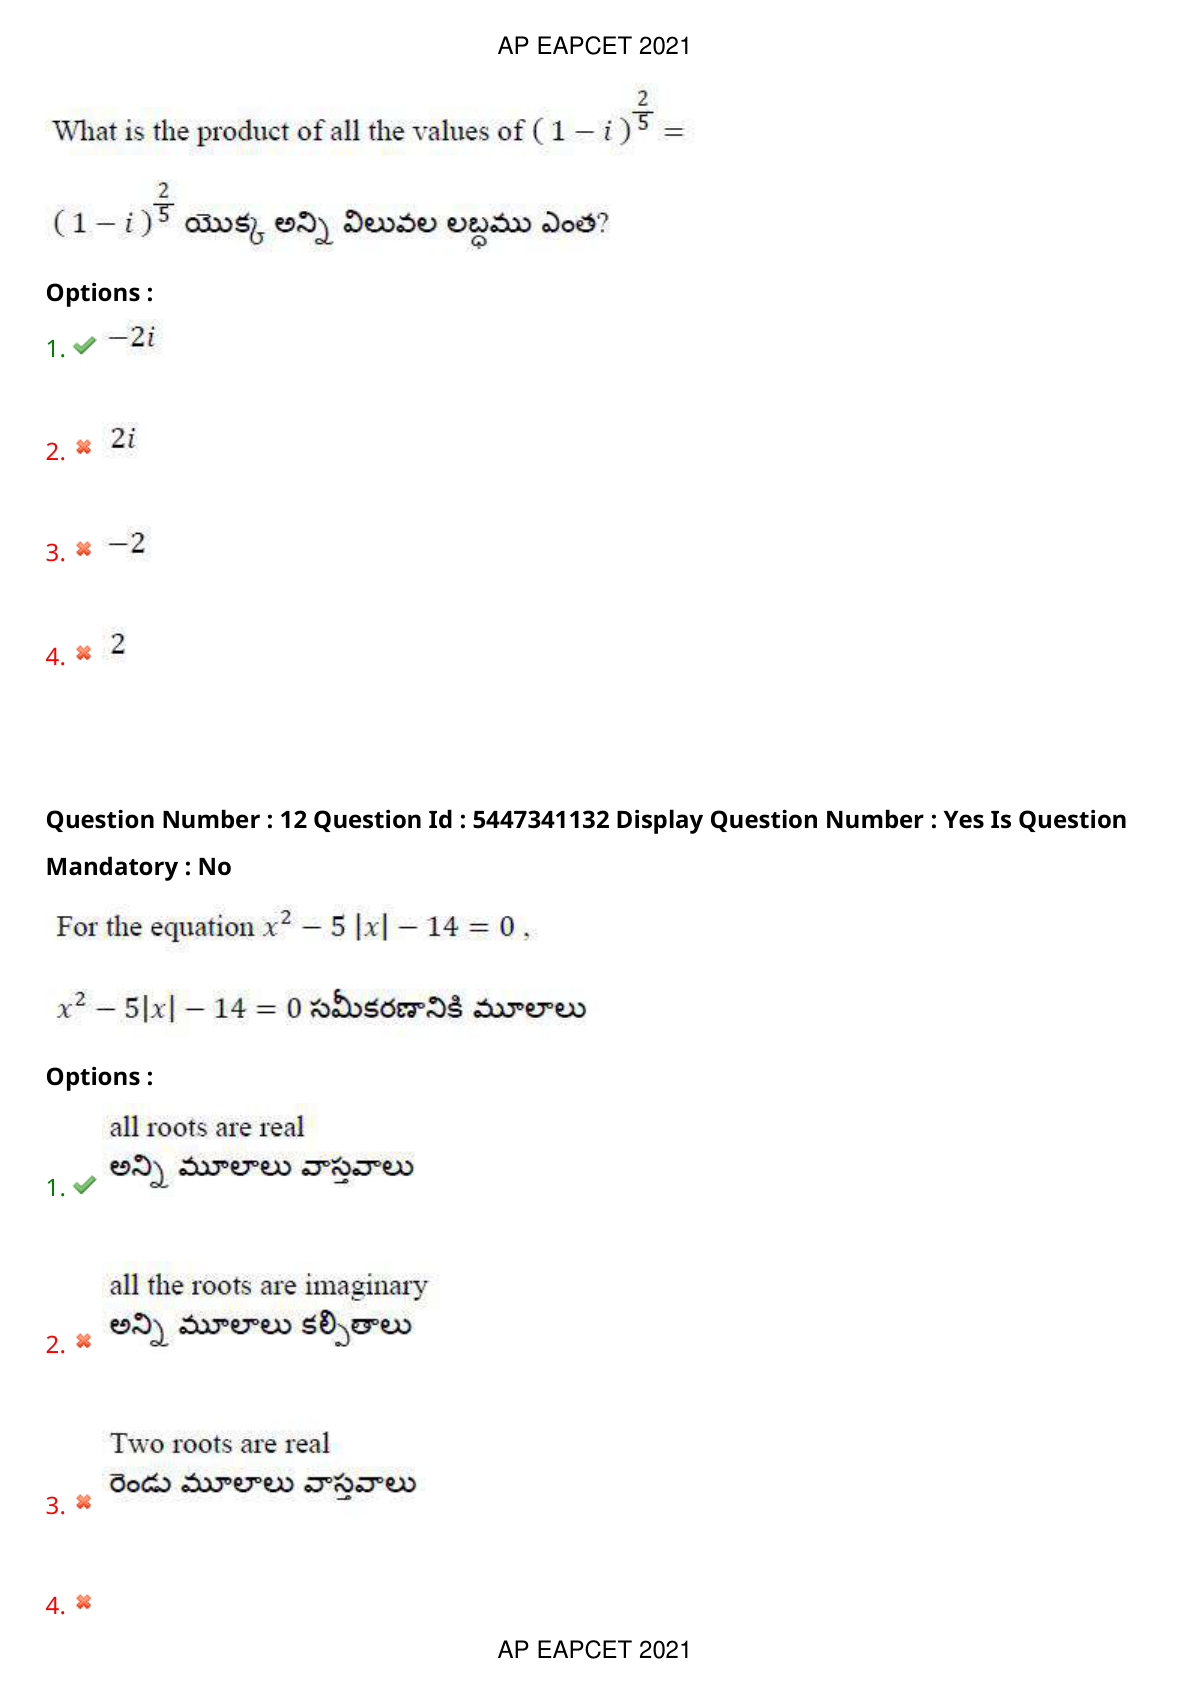 AP EAPCET 2021
What is the product of all the values of ( 1 − i )^(2/5) =
( 1 − i )^(2/5) యొక్క అన్ని విలువల లబ్ధము ఎంత?
Options :
1. ✔ −2i
2. ✖ 2i
3. ✖ −2
4. ✖ 2
Question Number : 12 Question Id : 5447341132 Display Question Number : Yes Is Question
Mandatory : No
For the equation x² − 5 |x| − 14 = 0 ,
x² − 5|x| − 14 = 0 సమీకరణానికి మూలాలు
Options :
all roots are real
అన్ని మూలాలు వాస్తవాలు
1. ✔
all the roots are imaginary
అన్ని మూలాలు కల్పితాలు
2. ✖
Two roots are real
రెండు మూలాలు వాస్తవాలు
3. ✖
4. ✖
AP EAPCET 2021